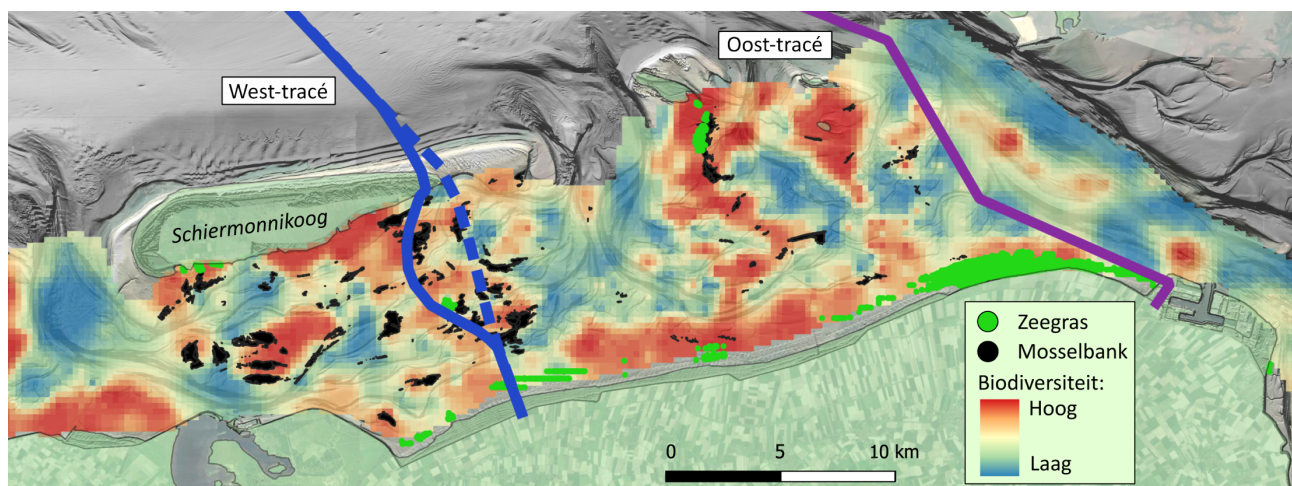 Oost-tracé
West-tracé
Schiermonnikoog
Zeegras
Mosselbank
Biodiversiteit:
Hoog
Laag
0 5 10 km